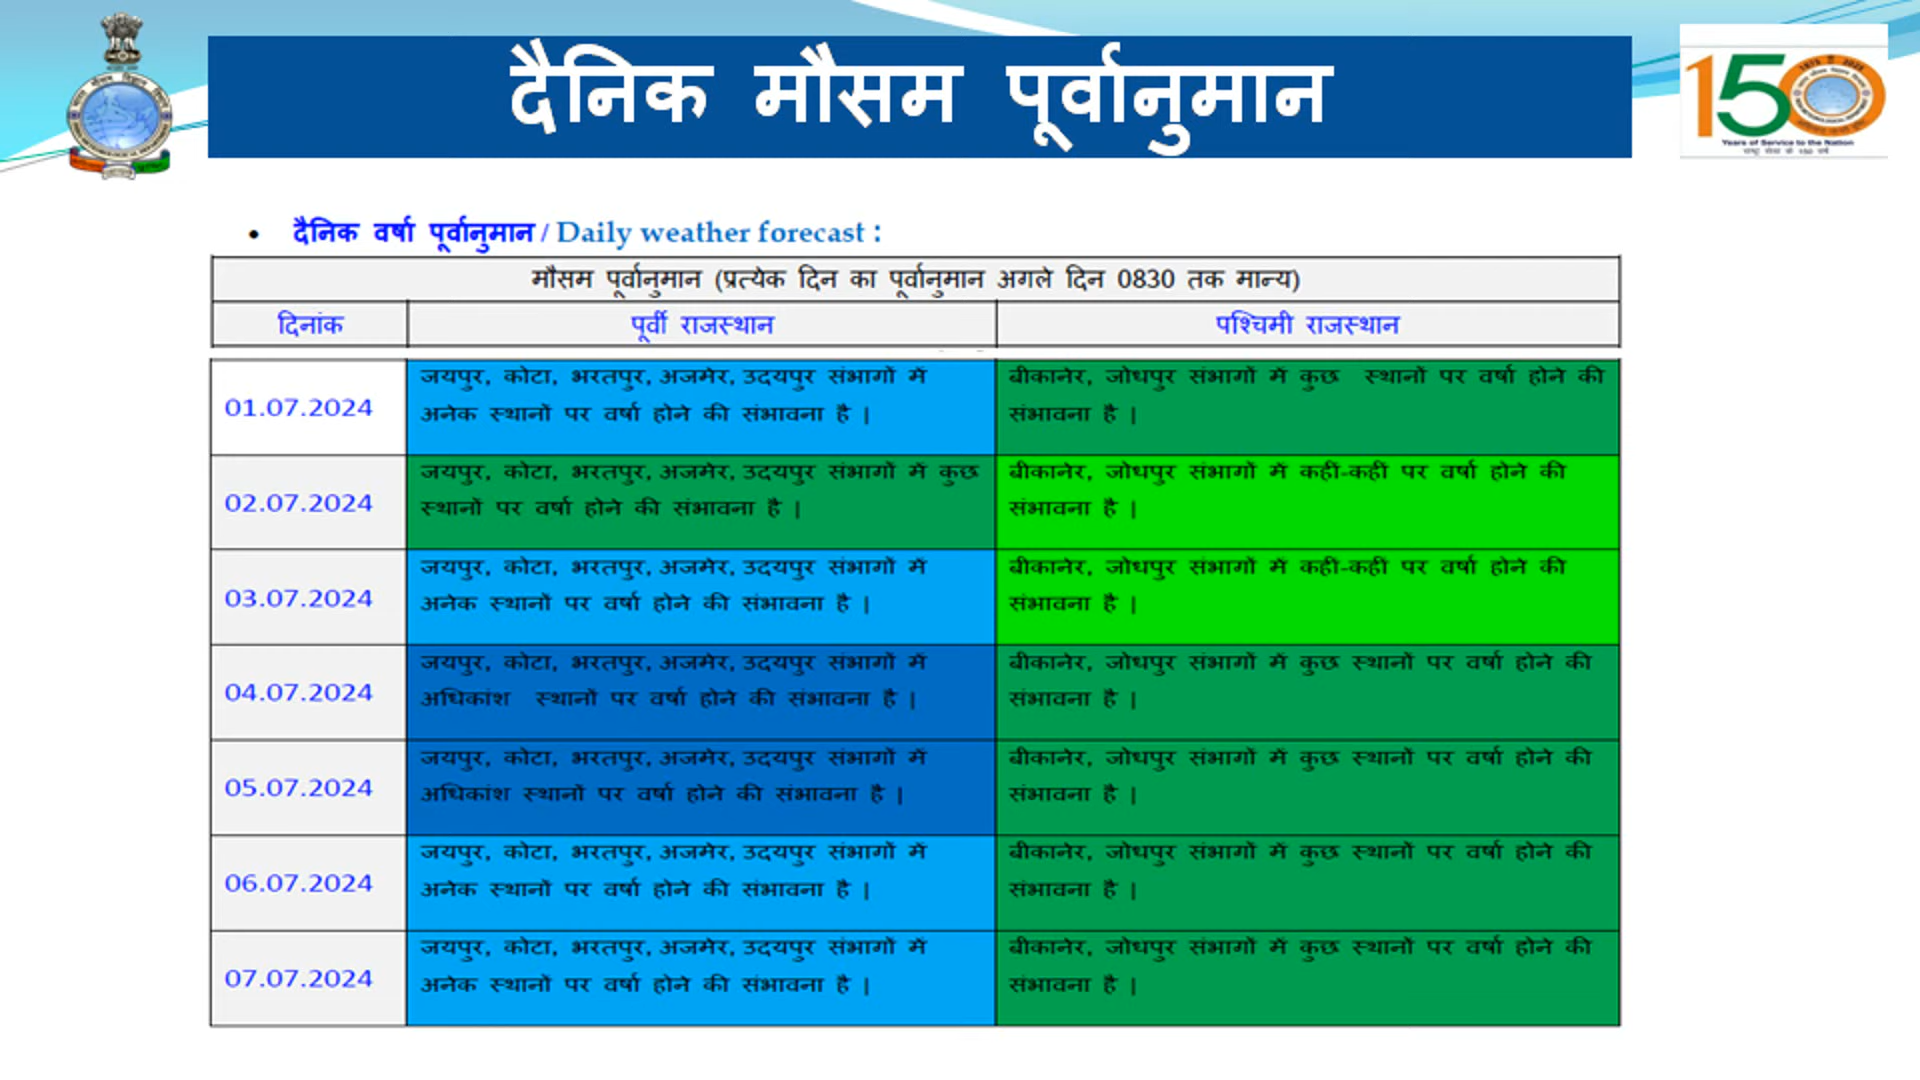 दैनिक मौसम पूर्वानुमान
150
Years of Service to the Nation
• दैनिक वर्षा पूर्वानुमान / Daily weather forecast :
मौसम पूर्वानुमान (प्रत्येक दिन का पूर्वानुमान अगले दिन 0830 तक मान्य)
दिनांक पूर्वी राजस्थान पश्चिमी राजस्थान
01.07.2024
जयपुर, कोटा, भरतपुर, अजमेर, उदयपुर संभागों में
अनेक स्थानों पर वर्षा होने की संभावना है |
बीकानेर, जोधपुर संभागों में कुछ स्थानों पर वर्षा होने की
संभावना है |
02.07.2024
जयपुर, कोटा, भरतपुर, अजमेर, उदयपुर संभागों में कुछ
स्थानों पर वर्षा होने की संभावना है |
बीकानेर, जोधपुर संभागों में कहीं-कहीं पर वर्षा होने की
संभावना है |
03.07.2024
जयपुर, कोटा, भरतपुर, अजमेर, उदयपुर संभागों में
अनेक स्थानों पर वर्षा होने की संभावना है |
बीकानेर, जोधपुर संभागों में कहीं-कहीं पर वर्षा होने की
संभावना है |
04.07.2024
जयपुर, कोटा, भरतपुर, अजमेर, उदयपुर संभागों में
अधिकांश स्थानों पर वर्षा होने की संभावना है |
बीकानेर, जोधपुर संभागों में कुछ स्थानों पर वर्षा होने की
संभावना है |
05.07.2024
जयपुर, कोटा, भरतपुर, अजमेर, उदयपुर संभागों में
अधिकांश स्थानों पर वर्षा होने की संभावना है |
बीकानेर, जोधपुर संभागों में कुछ स्थानों पर वर्षा होने की
संभावना है |
06.07.2024
जयपुर, कोटा, भरतपुर, अजमेर, उदयपुर संभागों में
अनेक स्थानों पर वर्षा होने की संभावना है |
बीकानेर, जोधपुर संभागों में कुछ स्थानों पर वर्षा होने की
संभावना है |
07.07.2024
जयपुर, कोटा, भरतपुर, अजमेर, उदयपुर संभागों में
अनेक स्थानों पर वर्षा होने की संभावना है |
बीकानेर, जोधपुर संभागों में कुछ स्थानों पर वर्षा होने की
संभावना है |